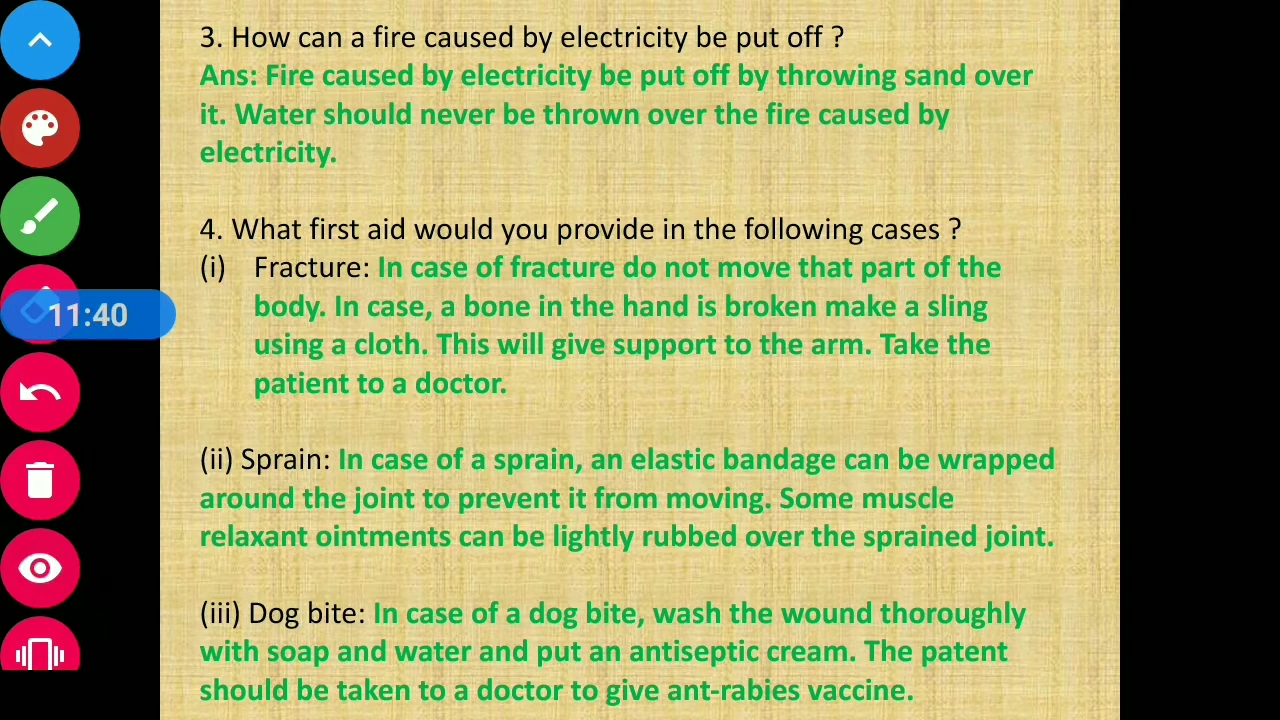 3. How can a fire caused by electricity be put off ?
Ans: Fire caused by electricity be put off by throwing sand over
it. Water should never be thrown over the fire caused by
electricity.
4. What first aid would you provide in the following cases ?
(i) Fracture: In case of fracture do not move that part of the
body. In case, a bone in the hand is broken make a sling
using a cloth. This will give support to the arm. Take the
patient to a doctor.
11:40
(ii) Sprain: In case of a sprain, an elastic bandage can be wrapped
around the joint to prevent it from moving. Some muscle
relaxant ointments can be lightly rubbed over the sprained joint.
(iii) Dog bite: In case of a dog bite, wash the wound thoroughly
with soap and water and put an antiseptic cream. The patent
should be taken to a doctor to give ant-rabies vaccine.